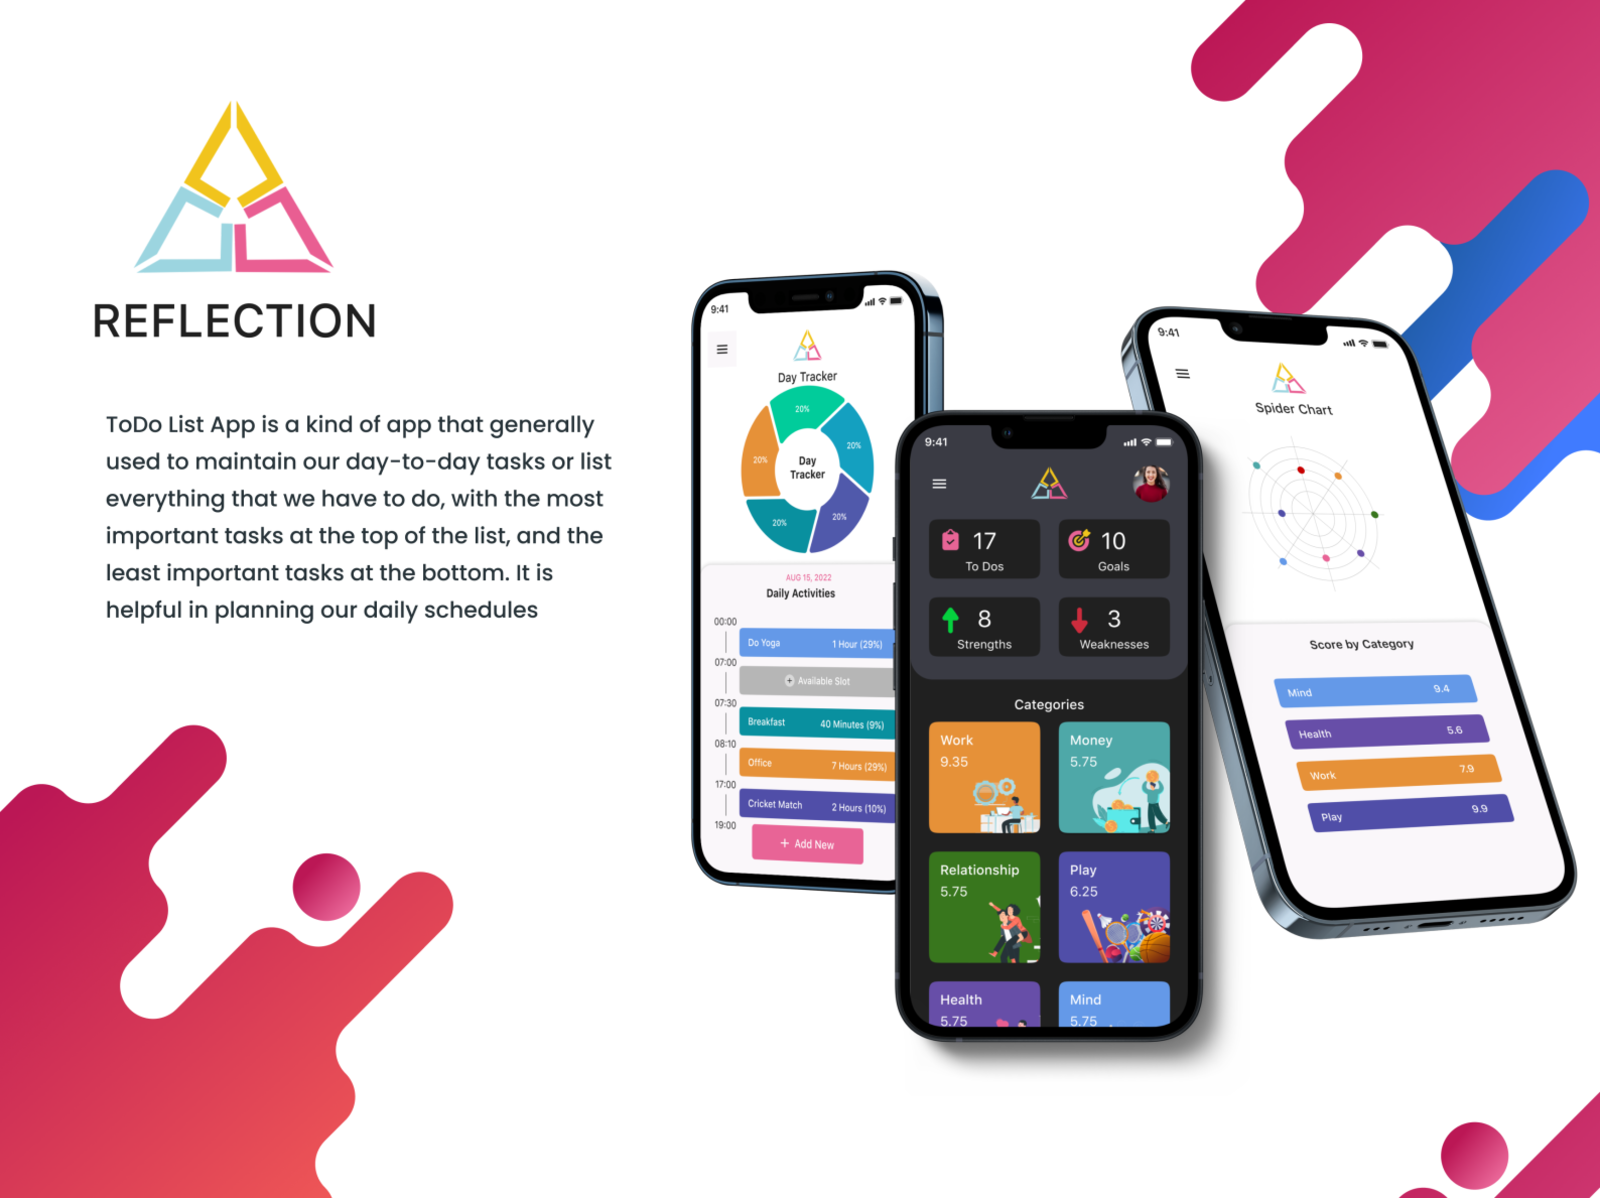 REFLECTION
ToDo List App is a kind of app that generally
used to maintain our day-to-day tasks or list
everything that we have to do, with the most
important tasks at the top of the list, and the
least important tasks at the bottom. It is
helpful in planning our daily schedules
9:41
Day Tracker
20%
20%
20%
20%
20%
Day
Tracker
AUG 15, 2022
Daily Activities
00:00
Do Yoga 1 Hour (29%)
07:00
Available Slot
07:30
Breakfast 40 Minutes (9%)
08:10
Office 7 Hours (29%)
17:00
Cricket Match 2 Hours (10%)
19:00
+ Add New
9:41
17
To Dos
10
Goals
8
Strengths
3
Weaknesses
Categories
Work
9.35
Money
5.75
Relationship
5.75
Play
6.25
Health
5.75
Mind
5.75
9:41
Spider Chart
Score by Category
Mind 9.4
Health 5.6
Work 7.9
Play 9.9